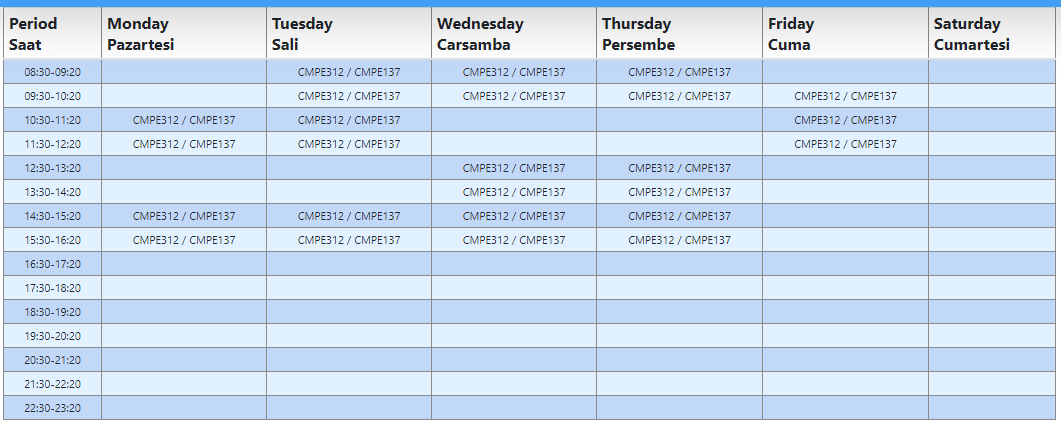 Period Monday Tuesday Wednesday Thursday Friday Saturday
Saat Pazartesi Sali Carsamba Persembe Cuma Cumartesi
08:30-09:20 CMPE312 / CMPE137 CMPE312 / CMPE137 CMPE312 / CMPE137
09:30-10:20 CMPE312 / CMPE137 CMPE312 / CMPE137 CMPE312 / CMPE137 CMPE312 / CMPE137
10:30-11:20 CMPE312 / CMPE137 CMPE312 / CMPE137 CMPE312 / CMPE137
11:30-12:20 CMPE312 / CMPE137 CMPE312 / CMPE137 CMPE312 / CMPE137
12:30-13:20 CMPE312 / CMPE137 CMPE312 / CMPE137
13:30-14:20 CMPE312 / CMPE137 CMPE312 / CMPE137
14:30-15:20 CMPE312 / CMPE137 CMPE312 / CMPE137 CMPE312 / CMPE137 CMPE312 / CMPE137
15:30-16:20 CMPE312 / CMPE137 CMPE312 / CMPE137 CMPE312 / CMPE137 CMPE312 / CMPE137
16:30-17:20
17:30-18:20
18:30-19:20
19:30-20:20
20:30-21:20
21:30-22:20
22:30-23:20